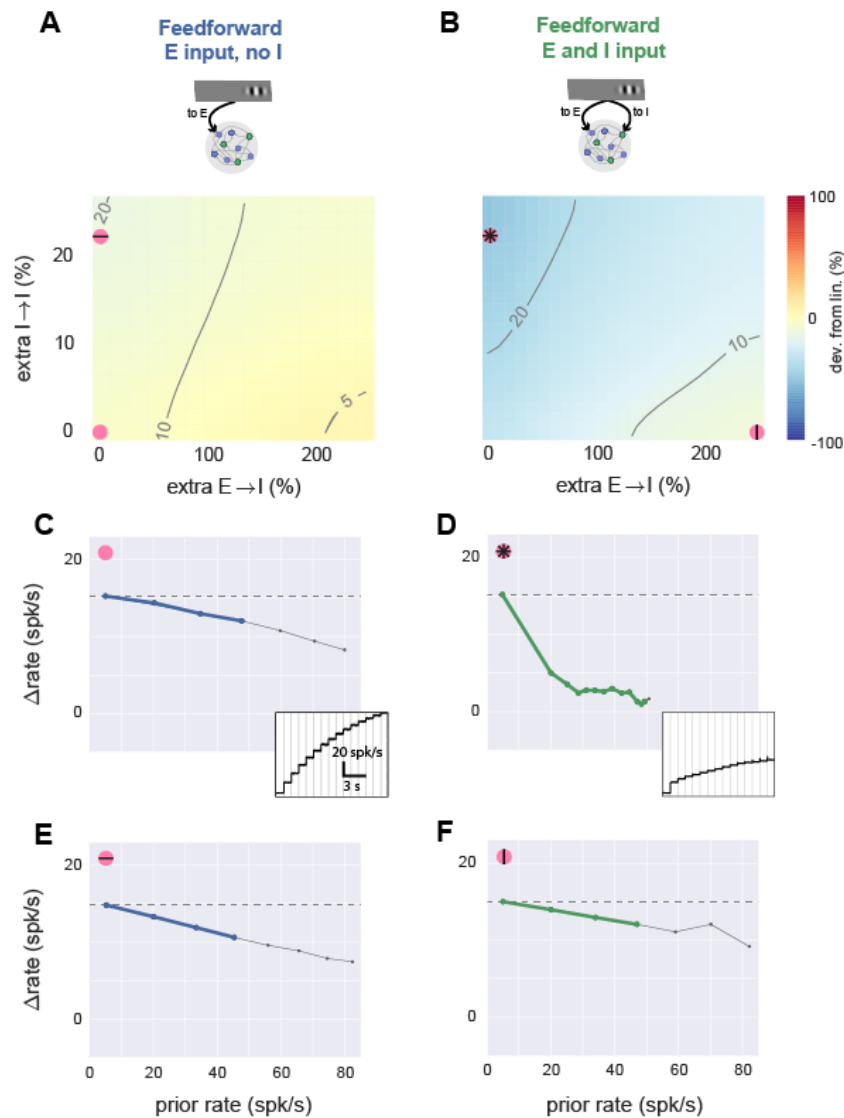 A
Feedforward
E input, no I
to E
B
Feedforward
E and I input
to E
to I
20
10
5
20
10
0
extra I→I (%)
0
100
200
extra E→I (%)
20
10
0
100
200
extra E→I (%)
100
0
-100
dev. from lin. (%)
C
20
0
Δrate (spk/s)
20 spk/s
3 s
D
20
0
E
20
0
Δrate (spk/s)
0
20
40
60
80
prior rate (spk/s)
F
20
0
0
20
40
60
80
prior rate (spk/s)